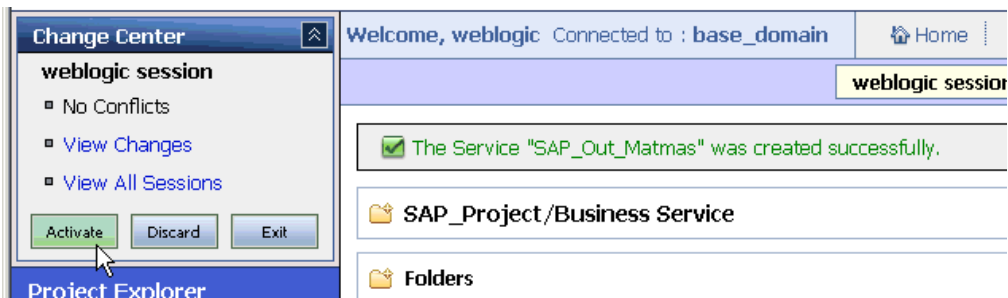 Change Center
weblogic session
No Conflicts
View Changes
View All Sessions
Activate Discard Exit
Project Explorer
Welcome, weblogic Connected to : base_domain Home
weblogic session
The Service "SAP_Out_Matmas" was created successfully.
SAP_Project/Business Service
Folders